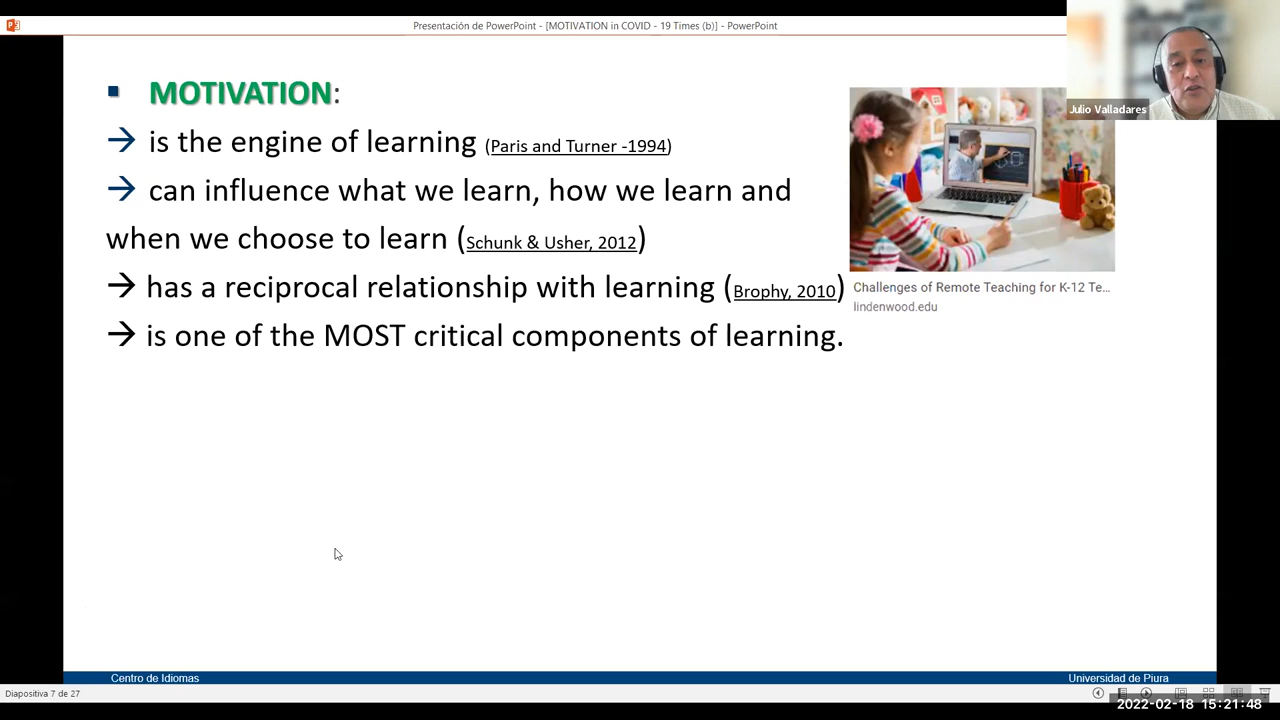 Presentación de PowerPoint - [MOTIVATION in COVID - 19 Times (b)] - PowerPoint
Julio Valladares
▪ MOTIVATION:
→ is the engine of learning (Paris and Turner -1994)
→ can influence what we learn, how we learn and
when we choose to learn (Schunk & Usher, 2012)
→ has a reciprocal relationship with learning (Brophy, 2010)
→ is one of the MOST critical components of learning.
Challenges of Remote Teaching for K-12 Te...
lindenwood.edu
Centro de Idiomas
Universidad de Piura
Diapositiva 7 de 27
2022-02-18 15:21:48